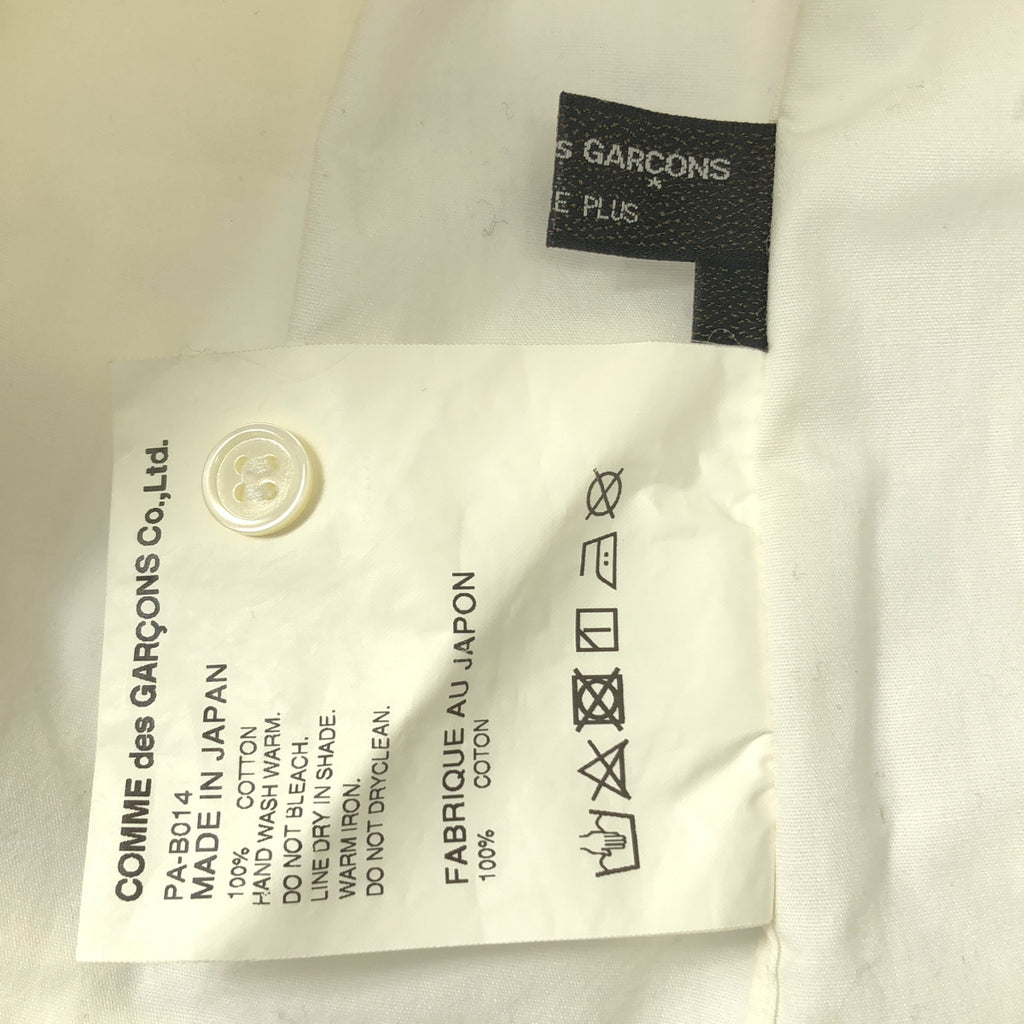 S GARCONS
E PLUS
COMME des GARÇONS Co.,Ltd.
PA-B014
MADE IN JAPAN
100% COTTON
HAND WASH WARM.
DO NOT BLEACH.
LINE DRY IN SHADE.
WARM IRON.
DO NOT DRYCLEAN.
FABRIQUE AU JAPON
100% COTON